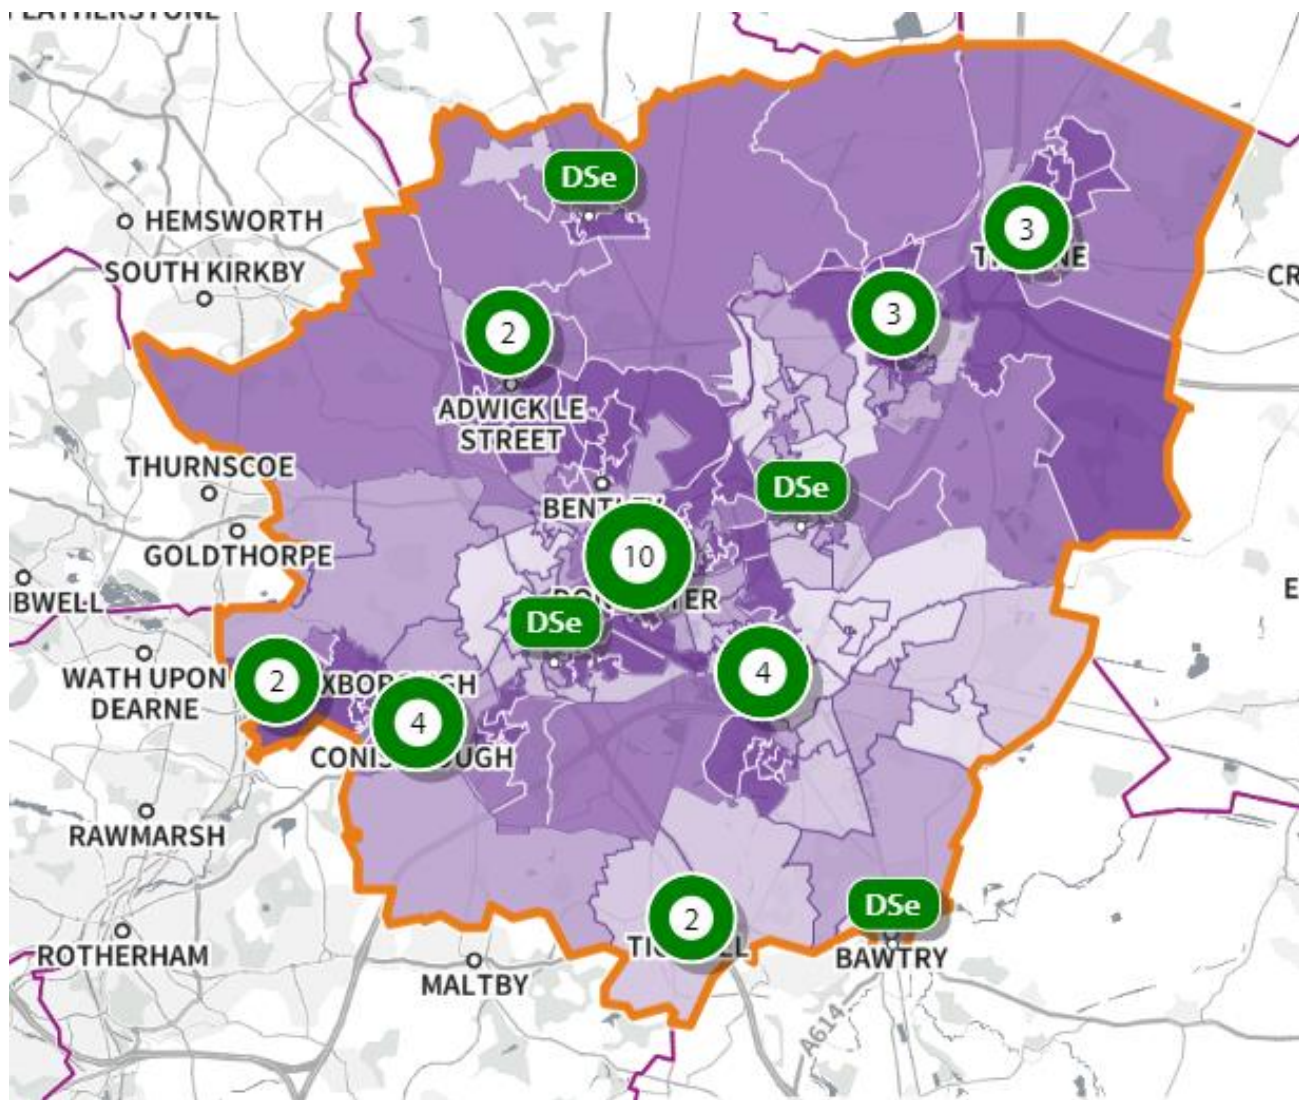 DSe
HEMSWORTH
3
SOUTH KIRKBY
3
2
ADWICK LE
STREET
THURNSCOE
DSe
GOLDTHORPE
10
DSe
WATH UPON
DEARNE
2
4
4
RAWMARSH
DSe
2
ROTHERHAM
MALTBY
BAWTRY
A614